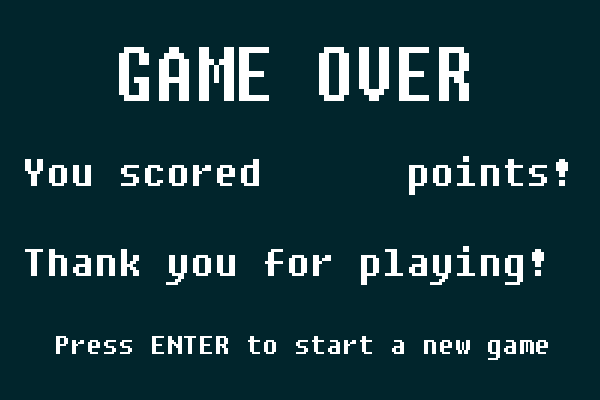 GAME OVER
You scored points!
Thank you for playing!
Press ENTER to start a new game